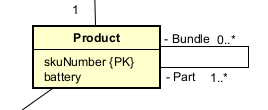 1
Product
skuNumber {PK}
battery
- Bundle 0..*
- Part 1..*